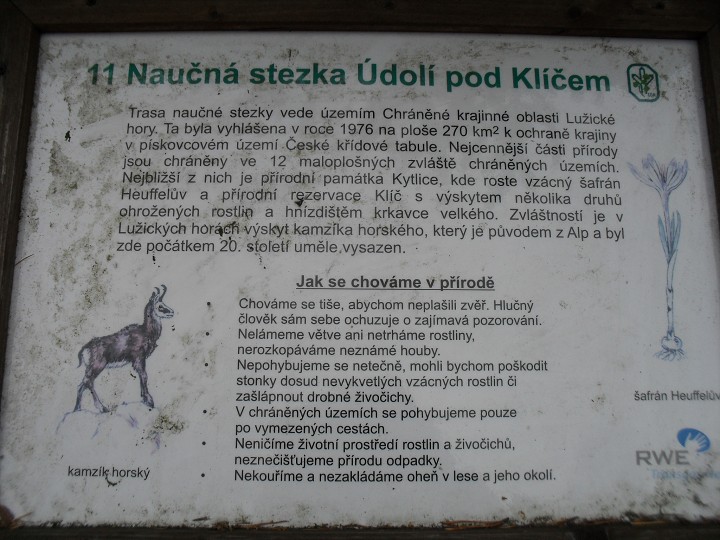 11 Naučná stezka Údolí pod Klíčem
Trasa naučné stezky vede územím Chráněné krajinné oblasti Lužické
hory. Ta byla vyhlášena v roce 1976 na ploše 270 km² k ochraně krajiny
v pískovcovém území České křídové tabule. Nejcennější části přírody
jsou chráněny ve 12 maloplošných zvláště chráněných územích.
Nejbližší z nich je přírodní památka Kytlice, kde roste vzácný šafrán
Heuffelův a přírodní rezervace Klíč s výskytem několika druhů
ohrožených rostlin a hnízdištěm krkavce velkého. Zvláštností je v
Lužických horách výskyt kamzíka horského, který je původem z Alp a byl
zde počátkem 20. století uměle vysazen.
Jak se chováme v přírodě
Chováme se tiše, abychom neplašili zvěř. Hlučný
• člověk sám sebe ochuzuje o zajímavá pozorování.
• Nelámeme větve ani netrháme rostliny,
nerozkopáváme neznámé houby.
• Nepohybujeme se netečně, mohli bychom poškodit
stonky dosud nevykvetlých vzácných rostlin či
zašlápnout drobné živočichy.
• V chráněných územích se pohybujeme pouze
po vymezených cestách.
• Neničíme životní prostředí rostlin a živočichů,
neznečišťujeme přírodu odpadky.
• Nekouříme a nezakládáme oheň v lese a jeho okolí.
kamzík horský
šafrán Heuffelův
RWE